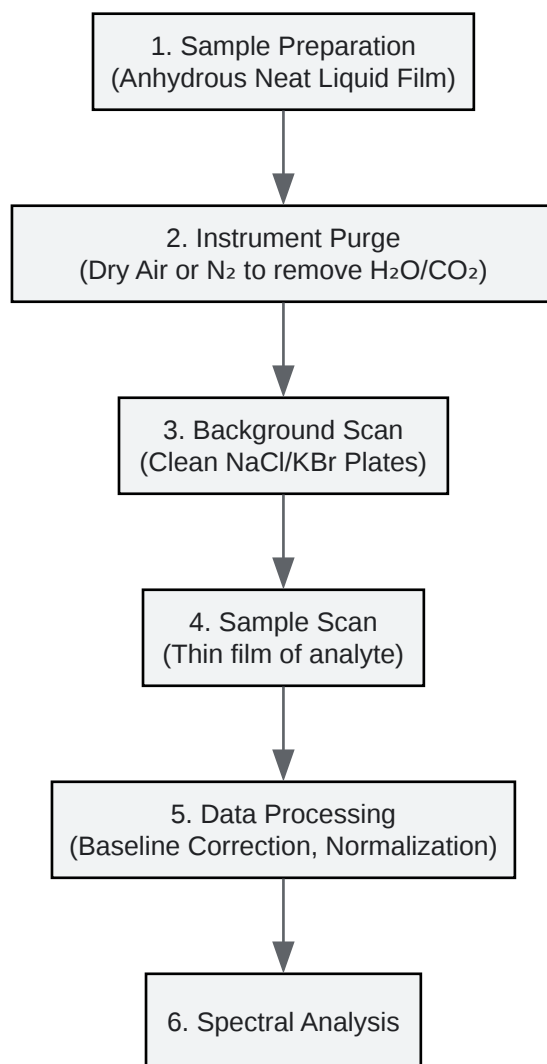 1. Sample Preparation
(Anhydrous Neat Liquid Film)
2. Instrument Purge
(Dry Air or N₂ to remove H₂O/CO₂)
3. Background Scan
(Clean NaCl/KBr Plates)
4. Sample Scan
(Thin film of analyte)
5. Data Processing
(Baseline Correction, Normalization)
6. Spectral Analysis